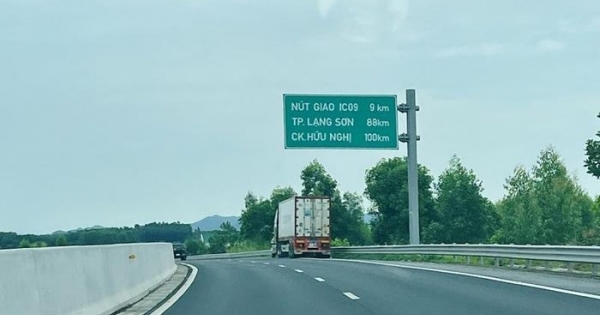 NÚT GIAO IC09 9 km
TP. LẠNG SƠN 88km
CK.HỮU NGHỊ 100km